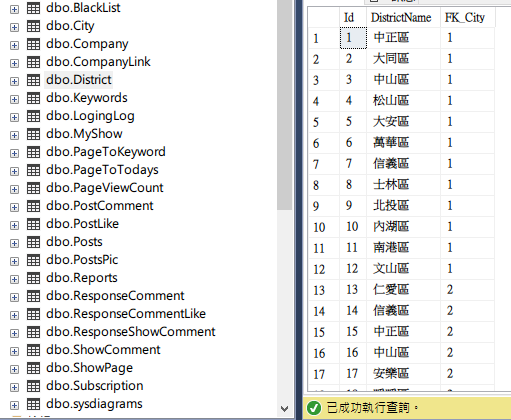 dbo.BlackList
dbo.City
dbo.Company
dbo.CompanyLink
dbo.District
dbo.Keywords
dbo.LogingLog
dbo.MyShow
dbo.PageToKeyword
dbo.PageToTodays
dbo.PageViewCount
dbo.PostComment
dbo.PostLike
dbo.Posts
dbo.PostsPic
dbo.Reports
dbo.ResponseComment
dbo.ResponseCommentLike
dbo.ResponseShowComment
dbo.ShowComment
dbo.ShowPage
dbo.Subscription
dbo.sysdiagrams
Id DistrictName FK_City
1 1 中正區 1
2 2 大同區 1
3 3 中山區 1
4 4 松山區 1
5 5 大安區 1
6 6 萬華區 1
7 7 信義區 1
8 8 士林區 1
9 9 北投區 1
10 10 內湖區 1
11 11 南港區 1
12 12 文山區 1
13 13 仁愛區 2
14 14 信義區 2
15 15 中正區 2
16 16 中山區 2
17 17 安樂區 2
已成功執行查詢。